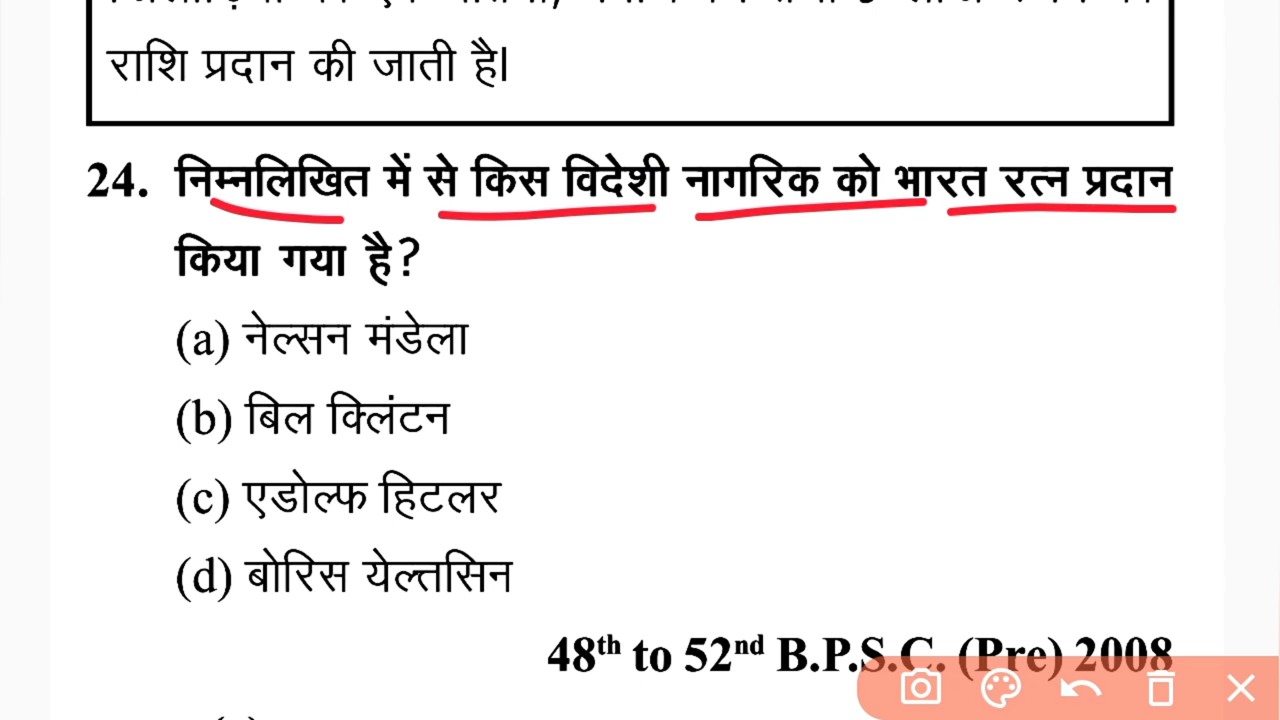 राशि प्रदान की जाती है।
24. निम्नलिखित में से किस विदेशी नागरिक को भारत रत्न प्रदान
किया गया है?
(a) नेल्सन मंडेला
(b) बिल क्लिंटन
(c) एडोल्फ हिटलर
(d) बोरिस येल्तसिन
48th to 52nd B.P.S.C. (Pre) 2008